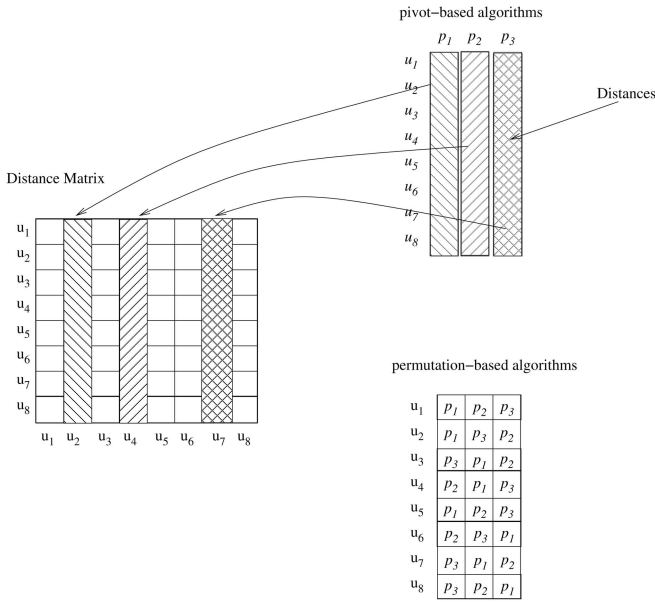 pivot−based algorithms
p1 p2 p3
u1
u2
u3
u4
u5
u6
u7
u8
Distances
Distance Matrix
u1
u2
u3
u4
u5
u6
u7
u8
u1 u2 u3 u4 u5 u6 u7 u8
permutation−based algorithms
u1 p1 p2 p3
u2 p1 p3 p2
u3 p3 p1 p2
u4 p2 p1 p3
u5 p1 p2 p3
u6 p2 p3 p1
u7 p3 p1 p2
u8 p3 p2 p1